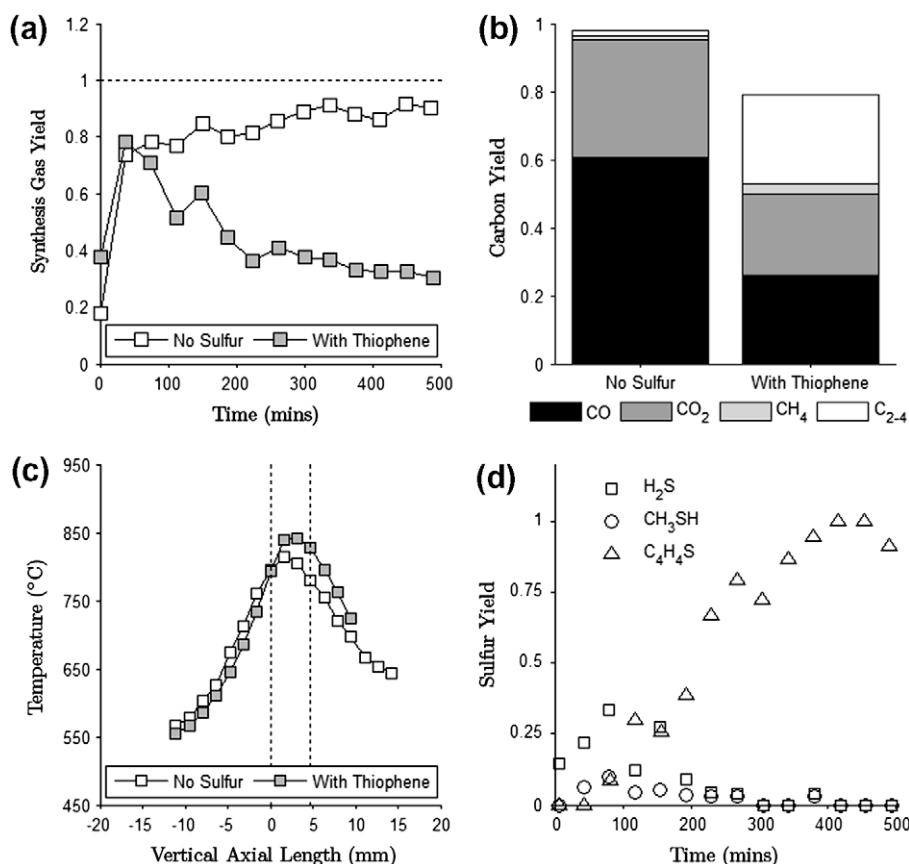 (a)
Synthesis Gas Yield
1.2
1
0.8
0.6
0.4
0.2
0
No Sulfur With Thiophene
0 100 200 300 400 500
Time (mins)
(b)
Carbon Yield
1
0.8
0.6
0.4
0.2
0
No Sulfur With Thiophene
CO CO2 CH4 C2-4
(c)
Temperature (°C)
950
850
750
650
550
450
No Sulfur With Thiophene
-20 -15 -10 -5 0 5 10 15 20
Vertical Axial Length (mm)
(d)
Sulfur Yield
H2S
CH3SH
C4H4S
1
0.75
0.5
0.25
0
0 100 200 300 400 500
Time (mins)